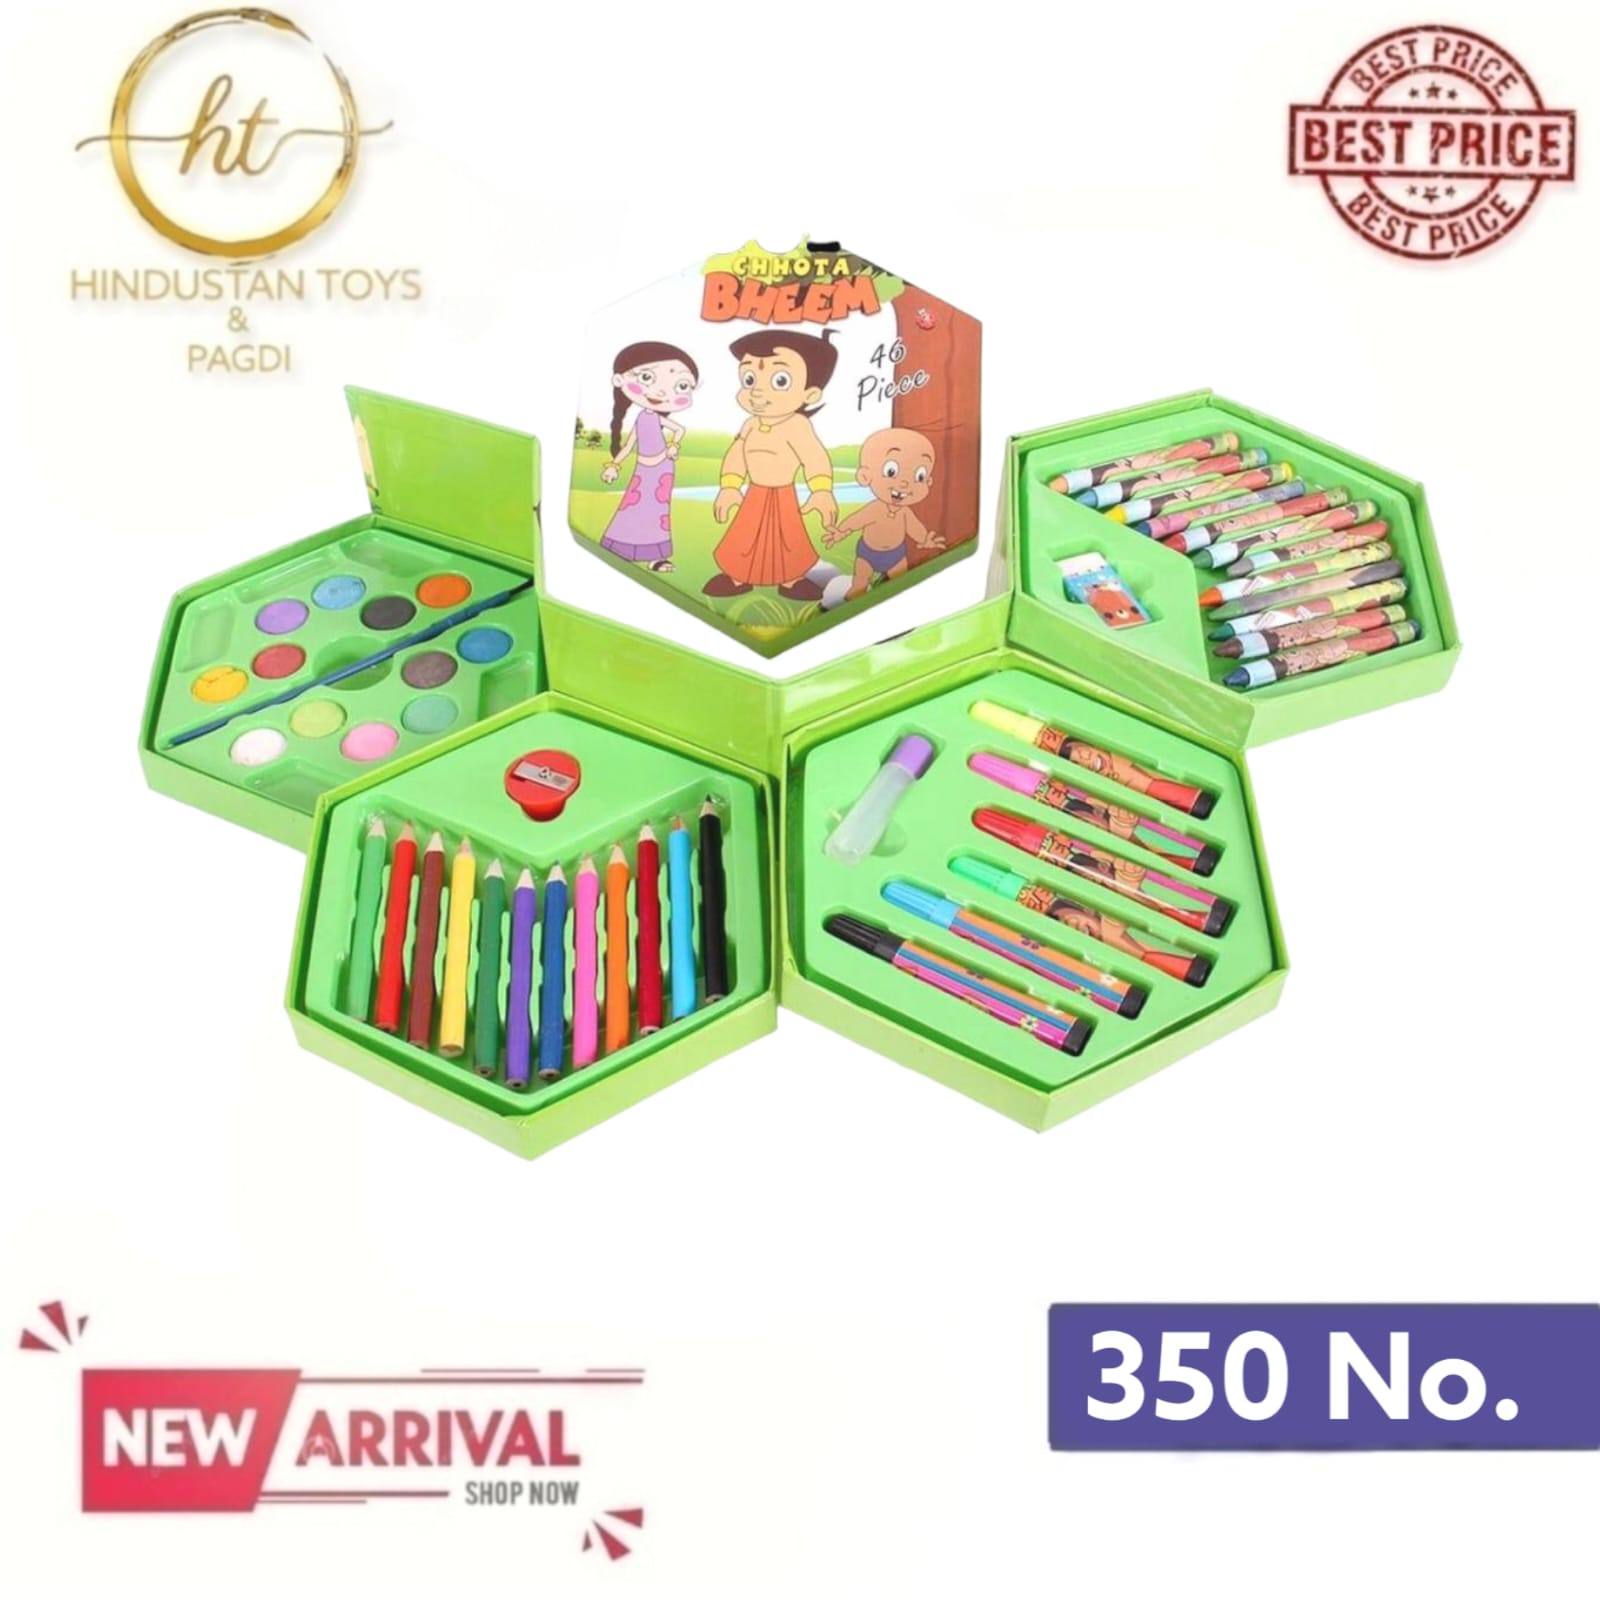 ht
HINDUSTAN TOYS
&
PAGDI
BEST PRICE
BEST PRICE
BEST PRICE
CHHOTA
BHEEM
46
Piece
NEW ARRIVAL
SHOP NOW
350 No.